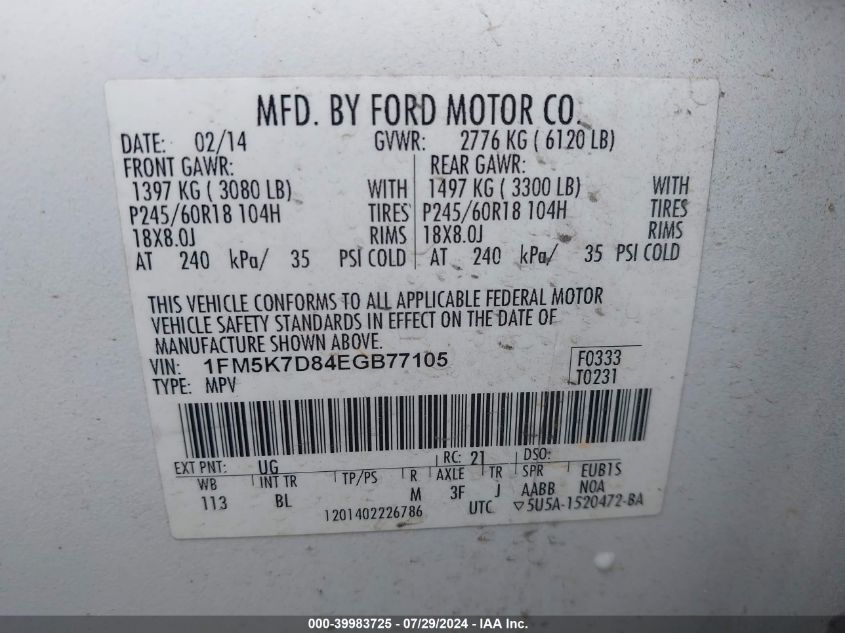 MFD. BY FORD MOTOR CO.
DATE: 02/14 GVWR: 2776 KG ( 6120 LB)
FRONT GAWR: REAR GAWR:
1397 KG ( 3080 LB) WITH 1497 KG ( 3300 LB) WITH
P245/60R18 104H TIRES P245/60R18 104H TIRES
18X8.0J RIMS 18X8.0J RIMS
AT 240 kPa/ 35 PSI COLD AT 240 kPa/ 35 PSI COLD
THIS VEHICLE CONFORMS TO ALL APPLICABLE FEDERAL MOTOR
VEHICLE SAFETY STANDARDS IN EFFECT ON THE DATE OF
MANUFACTURE SHOWN ABOVE.
VIN: 1FM5K7D84EGB77105 F0333
TYPE: MPV T0231
EXT PNT: UG RC: 21 DSO:
WB INT TR TP/PS R AXLE TR SPR EUB1S
113 BL M 3F J AABB N0A
1201402226786 UTC ▽5U5A-1520472-BA
000-39983725 - 07/29/2024 - IAA Inc.